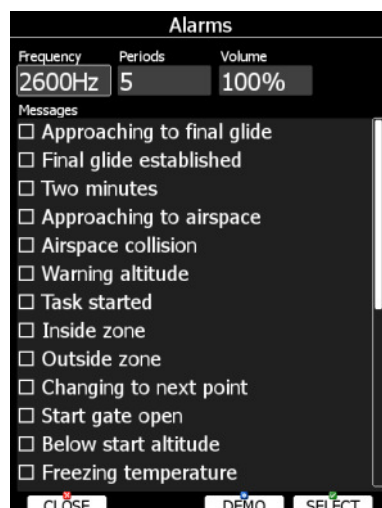 Alarms
Frequency Periods Volume
2600Hz 5 100%
Messages
Approaching to final glide
Final glide established
Two minutes
Approaching to airspace
Airspace collision
Warning altitude
Task started
Inside zone
Outside zone
Changing to next point
Start gate open
Below start altitude
Freezing temperature
CLOSE DEMO SELECT